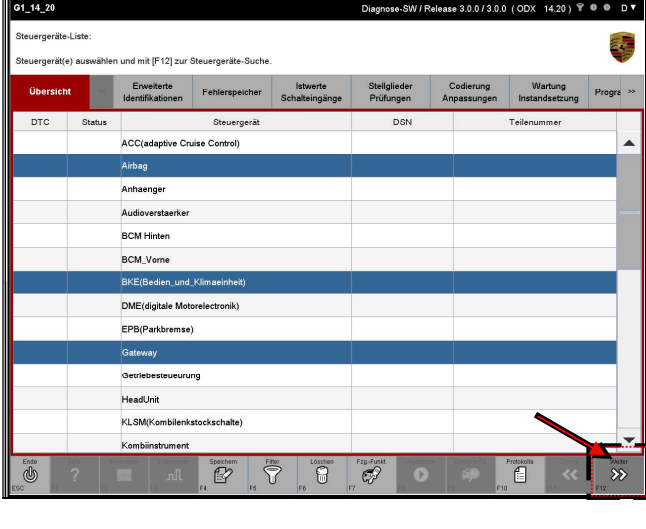 G1_14_20
Diagnose-SW / Release 3.0.0 / 3.0.0 ( ODX 14.20 )
D
Steuergeräte-Liste:
Steuergerät(e) auswählen und mit [F12] zur Steuergeräte-Suche.
Übersicht
<<
Erweiterte
Identifikationen
Fehlerspeicher
Istwerte
Schalteingänge
Stellglieder
Prüfungen
Codierung
Anpassungen
Wartung
Instandsetzung
Progra
>>
DTC Status Steuergerät DSN Teilenummer
ACC(adaptive Cruise Control)
Airbag
Anhaenger
Audioverstaerker
BCM Hinten
BCM_Vorne
BKE(Bedien_und_Klimaeinheit)
DME(digitale Motorelectronik)
EPB(Parkbremse)
Gateway
Getriebesteueurung
HeadUnit
KLSM(Kombilenkstockschalte)
Kombiinstrument
Ende
ESC
Speichern
F4
F5
Filter
F6
Löschen
F7
Fzg.-Funkt
Protokolle
F10
Zurück
F11
Weiter
F12